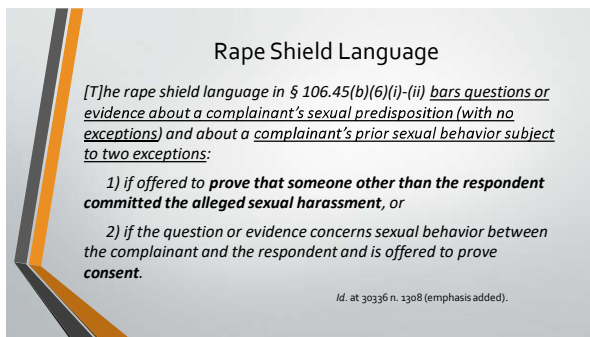 Rape Shield Language
[T]he rape shield language in § 106.45(b)(6)(i)-(ii) bars questions or
evidence about a complainant's sexual predisposition (with no
exceptions) and about a complainant's prior sexual behavior subject
to two exceptions:
1) if offered to prove that someone other than the respondent
committed the alleged sexual harassment, or
2) if the question or evidence concerns sexual behavior between
the complainant and the respondent and is offered to prove
consent.
Id. at 30336 n. 1308 (emphasis added).